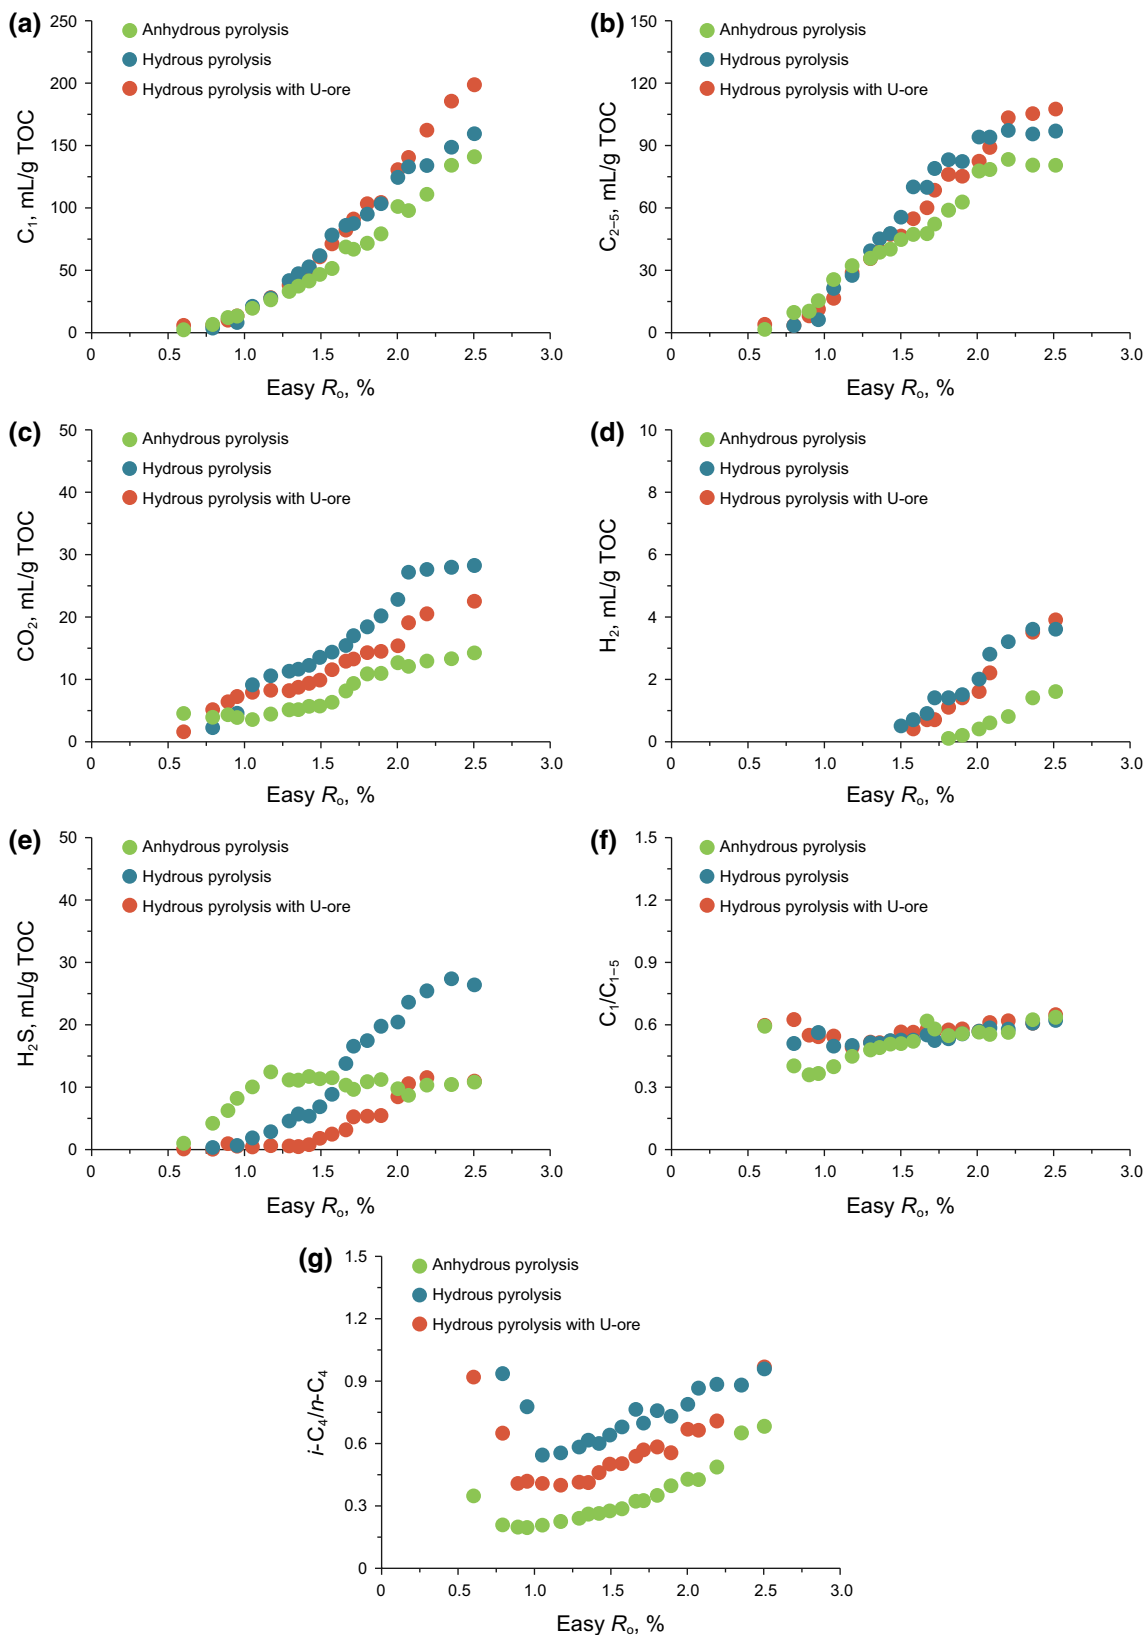 (a)
250
200
150
100
50
0
C₁, mL/g TOC
Anhydrous pyrolysis
Hydrous pyrolysis
Hydrous pyrolysis with U-ore
0 0.5 1.0 1.5 2.0 2.5 3.0
Easy Rₒ, %
(b)
150
120
90
60
30
0
C₂₋₅, mL/g TOC
Anhydrous pyrolysis
Hydrous pyrolysis
Hydrous pyrolysis with U-ore
0 0.5 1.0 1.5 2.0 2.5 3.0
Easy Rₒ, %
(c)
50
40
30
20
10
0
CO₂, mL/g TOC
Anhydrous pyrolysis
Hydrous pyrolysis
Hydrous pyrolysis with U-ore
0 0.5 1.0 1.5 2.0 2.5 3.0
Easy Rₒ, %
(d)
10
8
6
4
2
0
H₂, mL/g TOC
Anhydrous pyrolysis
Hydrous pyrolysis
Hydrous pyrolysis with U-ore
0 0.5 1.0 1.5 2.0 2.5 3.0
Easy Rₒ, %
(e)
50
40
30
20
10
0
H₂S, mL/g TOC
Anhydrous pyrolysis
Hydrous pyrolysis
Hydrous pyrolysis with U-ore
0 0.5 1.0 1.5 2.0 2.5 3.0
Easy Rₒ, %
(f)
1.5
1.2
0.9
0.6
0.3
0
C₁/C₁₋₅
Anhydrous pyrolysis
Hydrous pyrolysis
Hydrous pyrolysis with U-ore
0 0.5 1.0 1.5 2.0 2.5 3.0
Easy Rₒ, %
(g)
1.5
1.2
0.9
0.6
0.3
0
i-C₄/n-C₄
Anhydrous pyrolysis
Hydrous pyrolysis
Hydrous pyrolysis with U-ore
0 0.5 1.0 1.5 2.0 2.5 3.0
Easy Rₒ, %